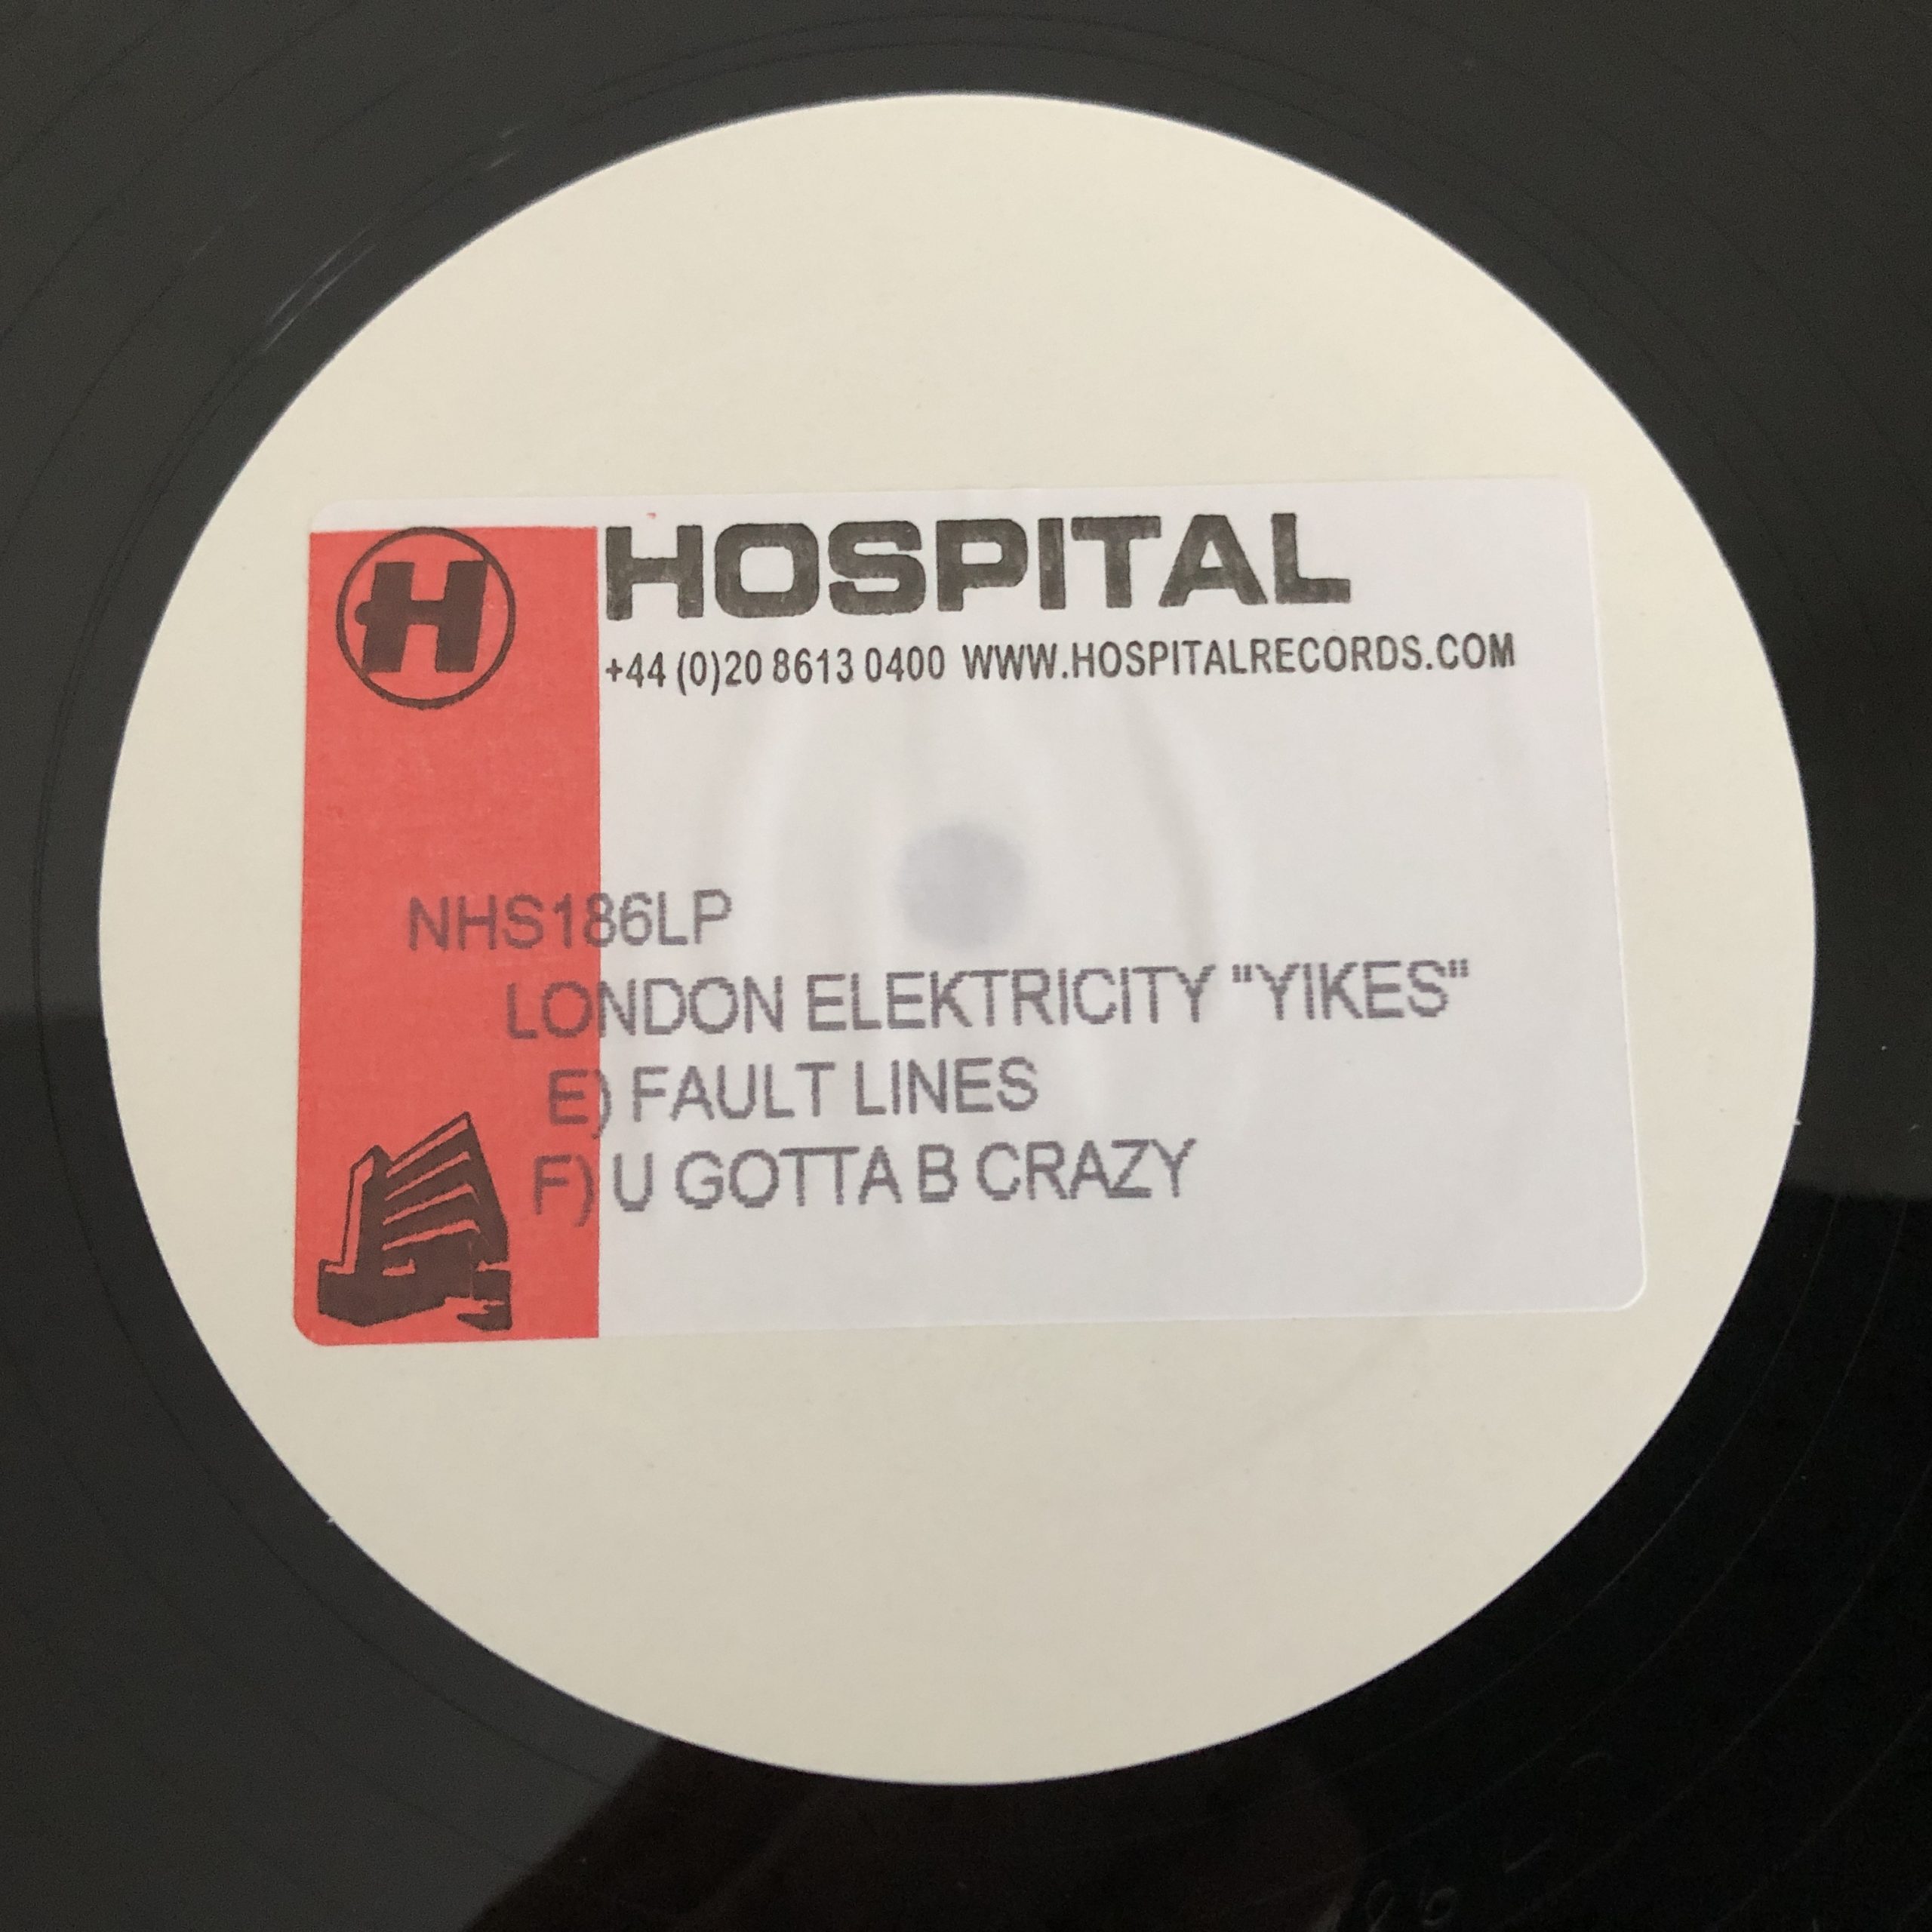 H HOSPITAL
+44 (0)20 8613 0400 WWW.HOSPITALRECORDS.COM
NHS186LP
LONDON ELEKTRICITY "YIKES"
E) FAULT LINES
F) U GOTTA B CRAZY